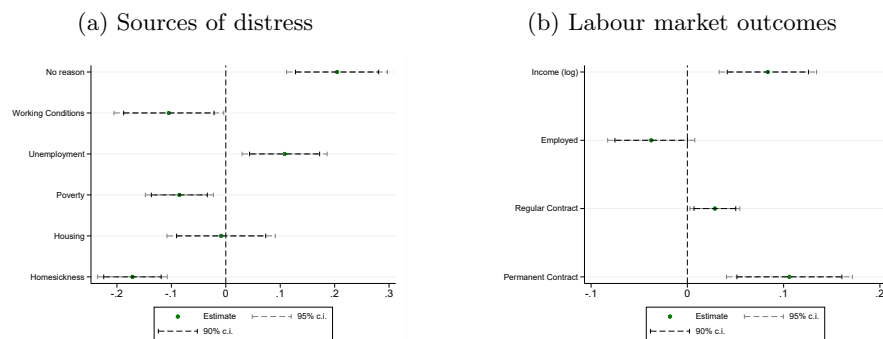 (a) Sources of distress
No reason
Working Conditions
Unemployment
Poverty
Housing
Homesickness
-.2 -.1 0 .1 .2 .3
Estimate 95% c.i.
90% c.i.
(b) Labour market outcomes
Income (log)
Employed
Regular Contract
Permanent Contract
-.1 0 .1 .2
Estimate 95% c.i.
90% c.i.